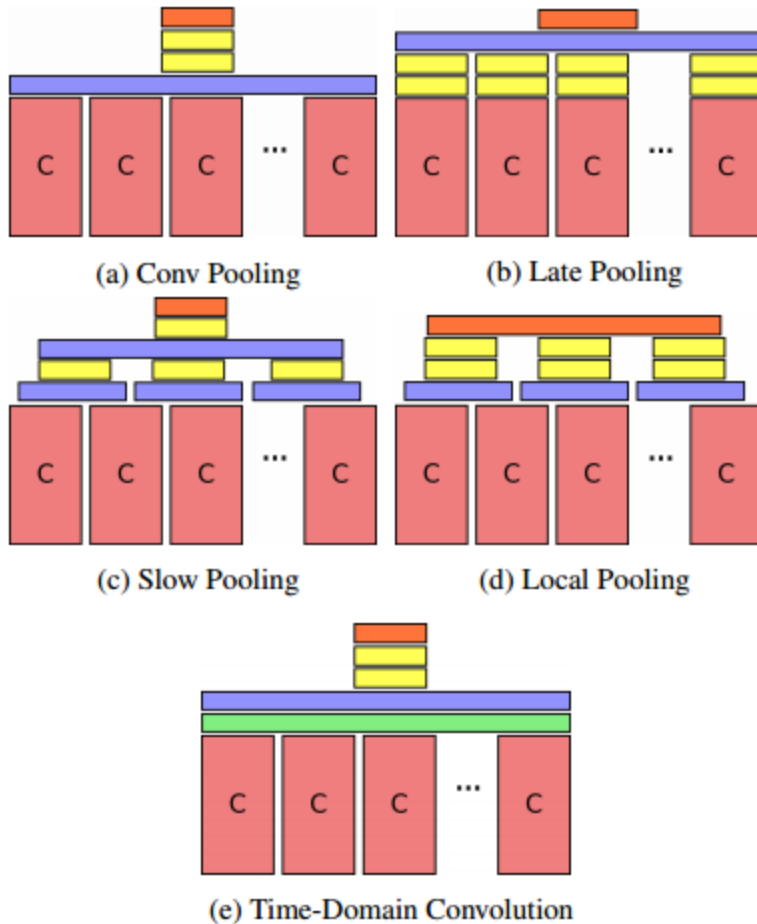 C C C ... C
C C C ... C
(a) Conv Pooling
(b) Late Pooling
C C C ... C
C C C ... C
(c) Slow Pooling
(d) Local Pooling
C C C ... C
(e) Time-Domain Convolution